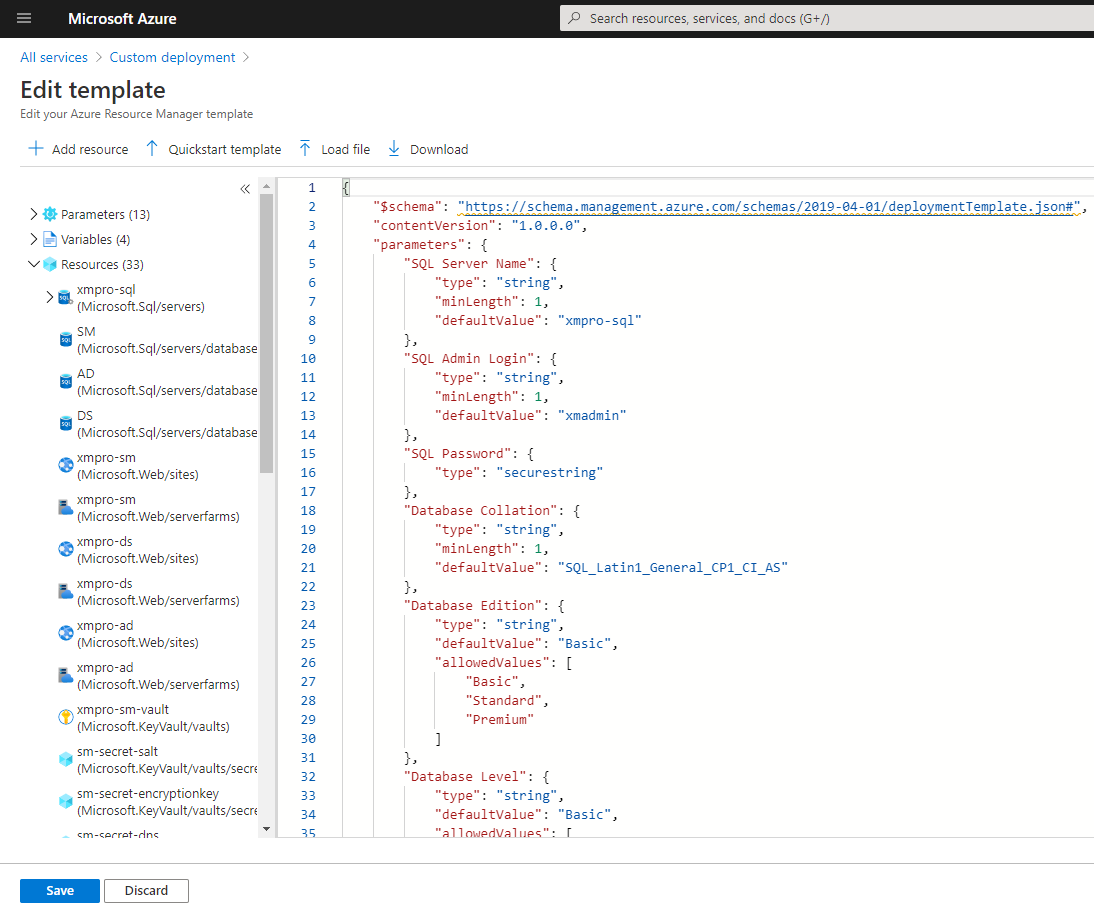 Microsoft Azure
Search resources, services, and docs (G+/)
All services > Custom deployment >
Edit template
Edit your Azure Resource Manager template
Add resource
Quickstart template
Load file
Download
Parameters (13)
Variables (4)
Resources (33)
xmpro-sql
(Microsoft.Sql/servers)
SM
(Microsoft.Sql/servers/database
AD
(Microsoft.Sql/servers/database
DS
(Microsoft.Sql/servers/database
xmpro-sm
(Microsoft.Web/sites)
xmpro-sm
(Microsoft.Web/serverfarms)
xmpro-ds
(Microsoft.Web/sites)
xmpro-ds
(Microsoft.Web/serverfarms)
xmpro-ad
(Microsoft.Web/sites)
xmpro-ad
(Microsoft.Web/serverfarms)
xmpro-sm-vault
(Microsoft.KeyVault/vaults)
sm-secret-salt
(Microsoft.KeyVault/vaults/secre
sm-secret-encryptionkey
(Microsoft.KeyVault/vaults/secre
sm-secret-dns
1 {
2 "$schema": "https://schema.management.azure.com/schemas/2019-04-01/deploymentTemplate.json#",
3 "contentVersion": "1.0.0.0",
4 "parameters": {
5 "SQL Server Name": {
6 "type": "string",
7 "minLength": 1,
8 "defaultValue": "xmpro-sql"
9 },
10 "SQL Admin Login": {
11 "type": "string",
12 "minLength": 1,
13 "defaultValue": "xmadmin"
14 },
15 "SQL Password": {
16 "type": "securestring"
17 },
18 "Database Collation": {
19 "type": "string",
20 "minLength": 1,
21 "defaultValue": "SQL_Latin1_General_CP1_CI_AS"
22 },
23 "Database Edition": {
24 "type": "string",
25 "defaultValue": "Basic",
26 "allowedValues": [
27 "Basic",
28 "Standard",
29 "Premium"
30 ]
31 },
32 "Database Level": {
33 "type": "string",
34 "defaultValue": "Basic",
35 "allowedValues": [
Save
Discard